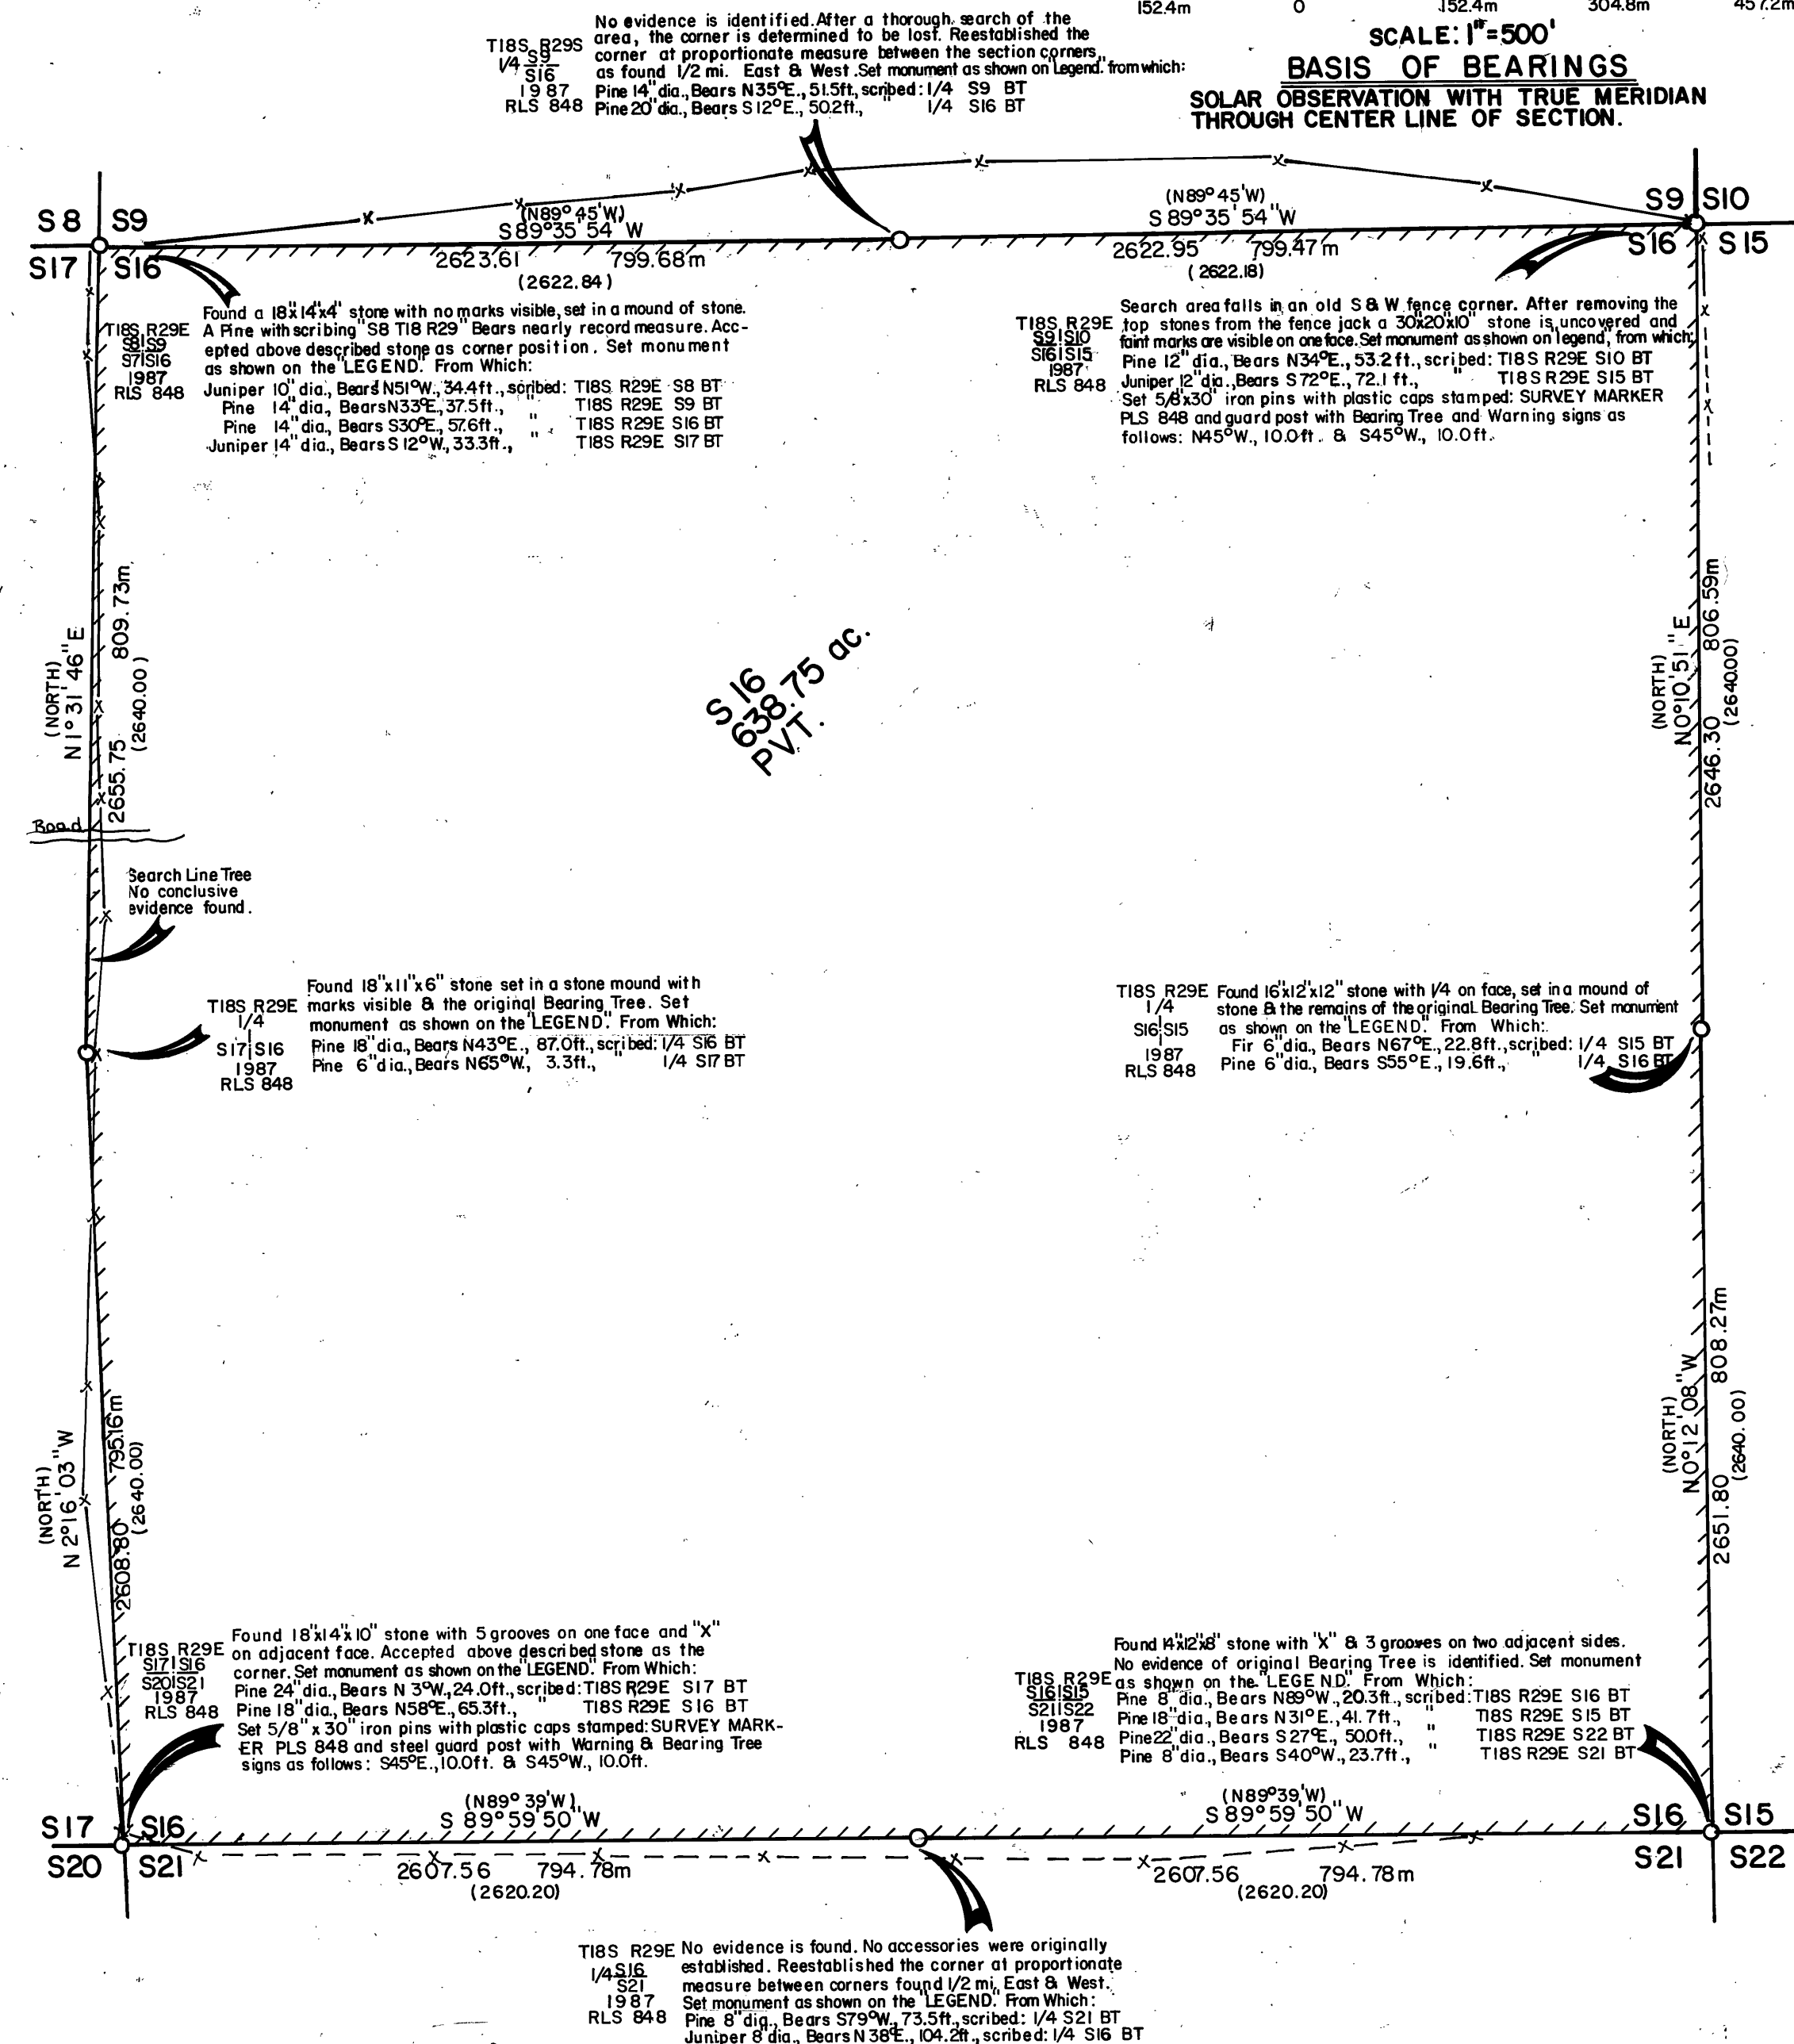 152.4m 0 152.4m 304.8m 457.2m
SCALE: 1"=500'
BASIS OF BEARINGS
SOLAR OBSERVATION WITH TRUE MERIDIAN
THROUGH CENTER LINE OF SECTION.
T18S R29S
1/4 S9
S16
1987
RLS 848
No evidence is identified. After a thorough search of the
area, the corner is determined to be lost. Reestablished the
corner at proportionate measure between the section corners,
as found 1/2 mi. East & West. Set monument as shown on "Legend." from which:
Pine 14" dia., Bears N35°E., 51.5ft., scribed: 1/4 S9 BT
Pine 20" dia., Bears S12°E., 50.2ft., " 1/4 S16 BT
S8 S9
S17 S16
(N89°45'W)
S89°35'54"W
2623.61 799.68m
(2622.84)
(N89°45'W)
S89°35'54"W
2622.95 799.47m
(2622.18)
S9 S10
S16 S15
T18S R29E
S8|S9
S7|S16
1987
RLS 848
Found a 18"x14"x4" stone with no marks visible, set in a mound of stone.
A Pine with scribing "S8 T18 R29" Bears nearly record measure. Acc-
epted above described stone as corner position. Set monument
as shown on the "LEGEND." From Which:
Juniper 10" dia., Bears N51°W., 34.4ft., scribed: T18S R29E S8 BT
Pine 14" dia., Bears N33°E., 37.5ft., " T18S R29E S9 BT
Pine 14" dia., Bears S30°E., 57.6ft., " T18S R29E S16 BT
Juniper 14" dia., Bears S12°W., 33.3ft., " T18S R29E S17 BT
T18S R29E
S9|S10
S16|S15
1987
RLS 848
Search area falls in an old S & W fence corner. After removing the
top stones from the fence jack a 30"x20"x10" stone is uncovered and
faint marks are visible on one face. Set monument as shown on "legend", from which:
Pine 12" dia., Bears N34°E., 53.2 ft., scribed: T18S R29E S10 BT
Juniper 12" dia., Bears S72°E., 72.1 ft., " T18S R29E S15 BT
Set 5/8"x30" iron pins with plastic caps stamped: SURVEY MARKER
PLS 848 and guard post with Bearing Tree and Warning signs as
follows: N45°W., 10.0ft. & S45°W., 10.0ft.
(NORTH)
N1°31'46"E
2655.75 809.73m
(2640.00)
S16
638.75 ac.
PVT.
(NORTH)
N0°10'51"E
2646.30 806.59m
(2640.00)
Road
Search Line Tree
No conclusive
evidence found.
T18S R29E
1/4
S17|S16
1987
RLS 848
Found 18"x11"x6" stone set in a stone mound with
marks visible & the original Bearing Tree. Set
monument as shown on the "LEGEND." From Which:
Pine 18" dia., Bears N43°E., 87.0ft., scribed: 1/4 S16 BT
Pine 6" dia., Bears N65°W., 3.3ft., " 1/4 S17 BT
T18S R29E
1/4
S16|S15
1987
RLS 848
Found 16"x12"x12" stone with 1/4 on face, set in a mound of
stone & the remains of the original Bearing Tree. Set monument
as shown on the "LEGEND." From Which:
Fir 6" dia., Bears N67°E., 22.8ft., scribed: 1/4 S15 BT
Pine 6" dia., Bears S55°E., 19.6ft., " 1/4 S16 BT
(NORTH)
N2°16'03"W
2608.80 795.16m
(2640.00)
(NORTH)
N0°12'08"W
2651.80 808.27m
(2640.00)
T18S R29E
S17|S16
S20|S21
1987
RLS 848
Found 18"x14"x10" stone with 5 grooves on one face and "X"
on adjacent face. Accepted above described stone as the
corner. Set monument as shown on the "LEGEND." From Which:
Pine 24" dia., Bears N 3°W., 24.0ft., scribed: T18S R29E S17 BT
Pine 18" dia., Bears N58°E., 65.3ft., " T18S R29E S16 BT
Set 5/8" x 30" iron pins with plastic caps stamped: SURVEY MARK-
ER PLS 848 and steel guard post with Warning & Bearing Tree
signs as follows: S45°E., 10.0ft. & S45°W., 10.0ft.
T18S R29E
S16|S15
S21|S22
1987
RLS 848
Found 14"x12"x8" stone with "X" & 3 grooves on two adjacent sides.
No evidence of original Bearing Tree is identified. Set monument
as shown on the "LEGEND." From Which:
Pine 8" dia., Bears N89°W., 20.3ft., scribed: T18S R29E S16 BT
Pine 18" dia., Bears N31°E., 41.7ft., " T18S R29E S15 BT
Pine 22" dia., Bears S27°E., 50.0ft., " T18S R29E S22 BT
Pine 8" dia., Bears S40°W., 23.7ft., " T18S R29E S21 BT
S17 S16
S20 S21
(N89°39'W)
S 89°59'50"W
2607.56 794.78m
(2620.20)
(N89°39'W)
S 89°59'50"W
2607.56 794.78m
(2620.20)
S16 S15
S21 S22
T18S R29E
1/4 S16
S21
1987
RLS 848
No evidence is found. No accessories were originally
established. Reestablished the corner at proportionate
measure between corners found 1/2 mi. East & West.
Set monument as shown on the "LEGEND." From Which:
Pine 8" dia., Bears S79°W., 73.5ft., scribed: 1/4 S21 BT
Juniper 8" dia., Bears N38°E., 104.2ft., scribed: 1/4 S16 BT